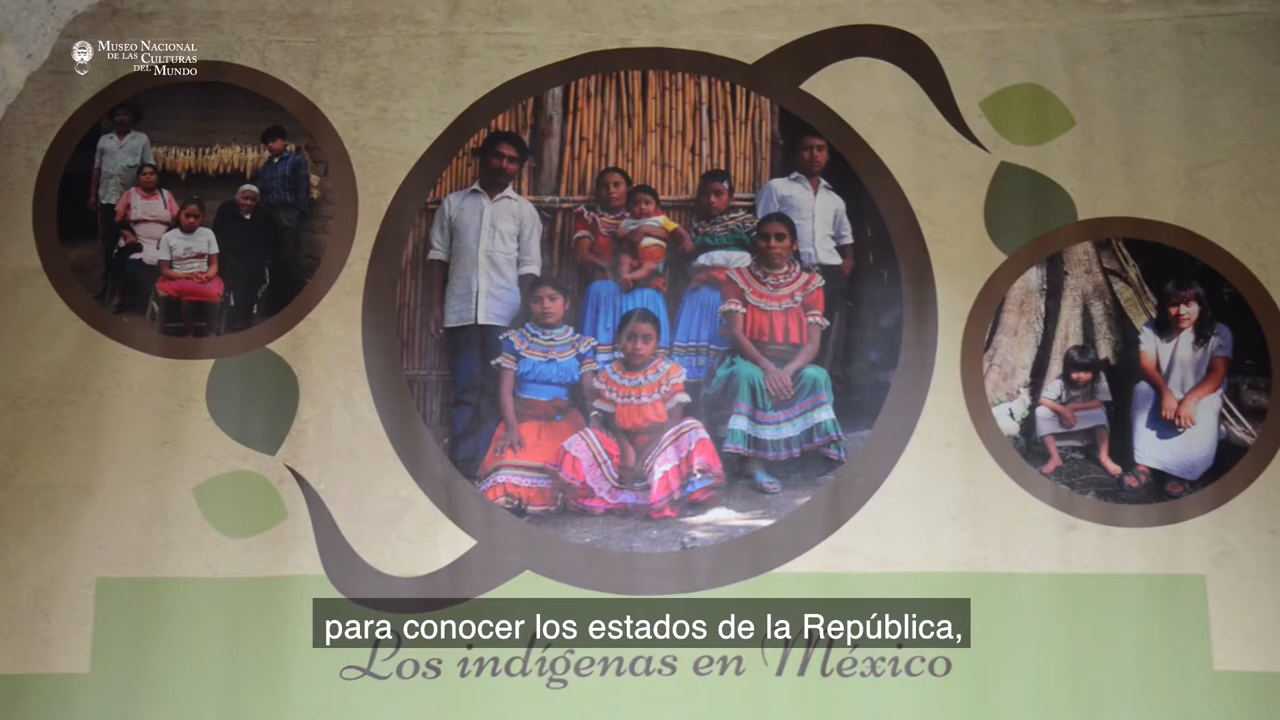 MUSEO NACIONAL
DE LAS CULTURAS
DEL MUNDO
para conocer los estados de la República,
Los indígenas en México